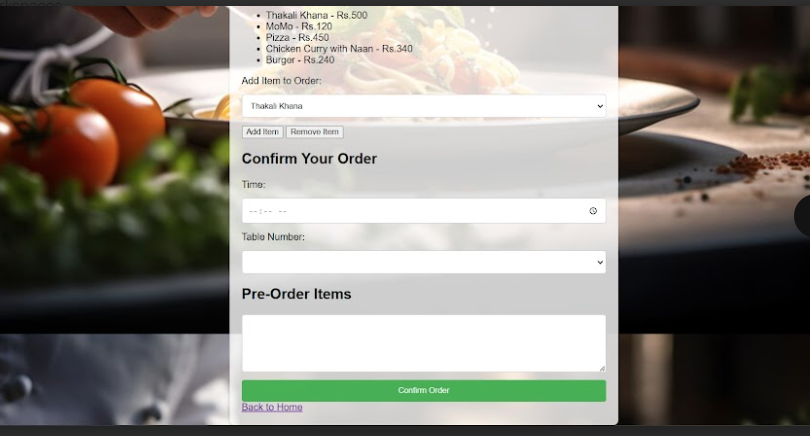 Thakali Khana - Rs.500
MoMo - Rs.120
Pizza - Rs.450
Chicken Curry with Naan - Rs.340
Burger - Rs.240
Add Item to Order:
Thakali Khana
Add Item Remove Item
Confirm Your Order
Time:
--:-- --
Table Number:
Pre-Order Items
Confirm Order
Back to Home